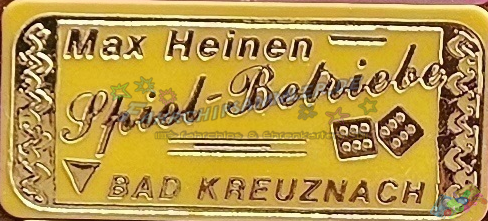 Max Heinen
Spiel-Betriebe
BAD KREUZNACH